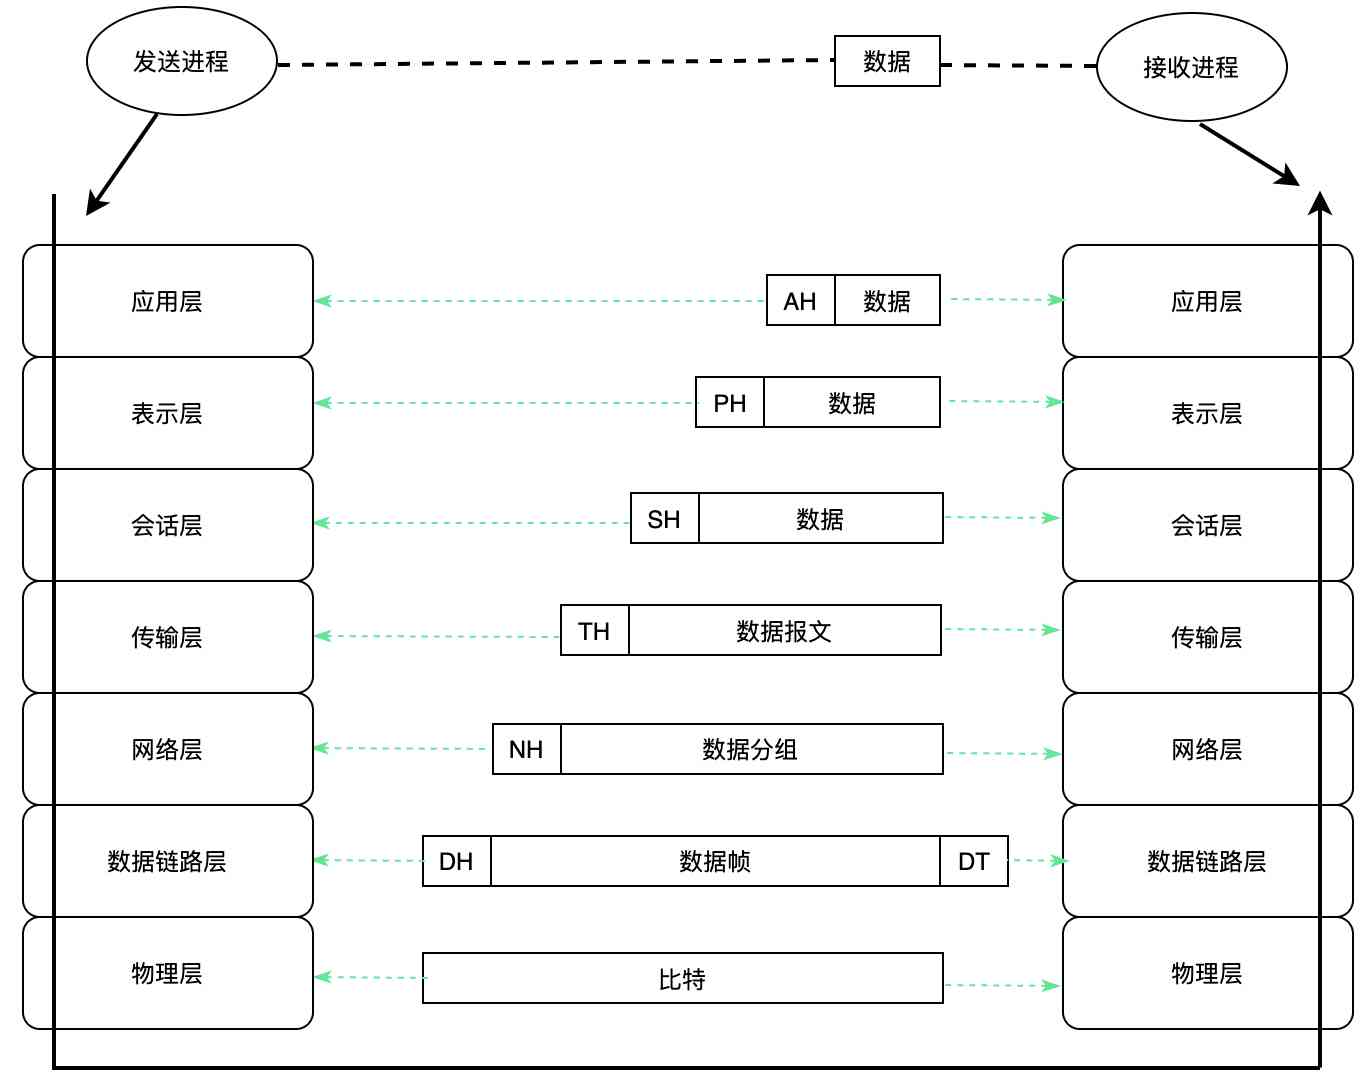 发送进程
数据
接收进程
应用层
AH
数据
应用层
表示层
PH
数据
表示层
会话层
SH
数据
会话层
传输层
TH
数据报文
传输层
网络层
NH
数据分组
网络层
数据链路层
DH
数据帧
DT
数据链路层
物理层
比特
物理层